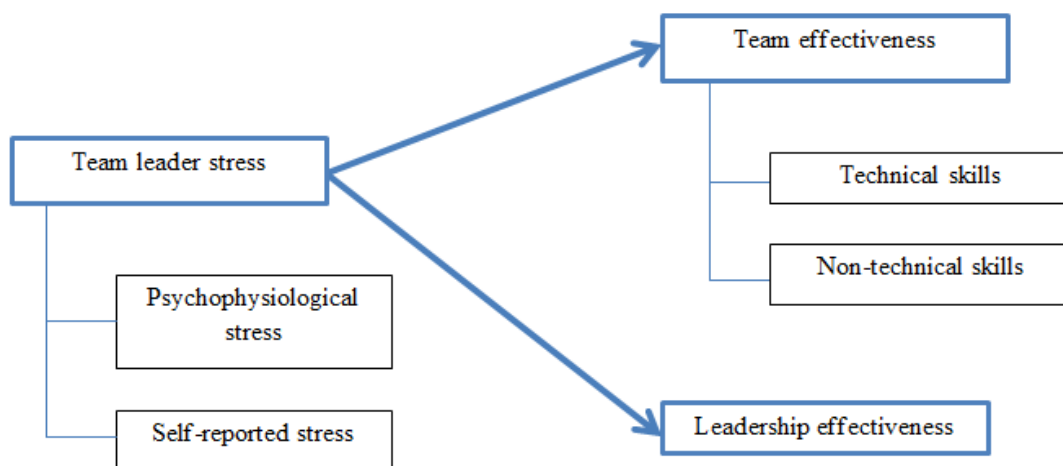 Team effectiveness
Team leader stress
Technical skills
Non-technical skills
Psychophysiological
stress
Self-reported stress
Leadership effectiveness